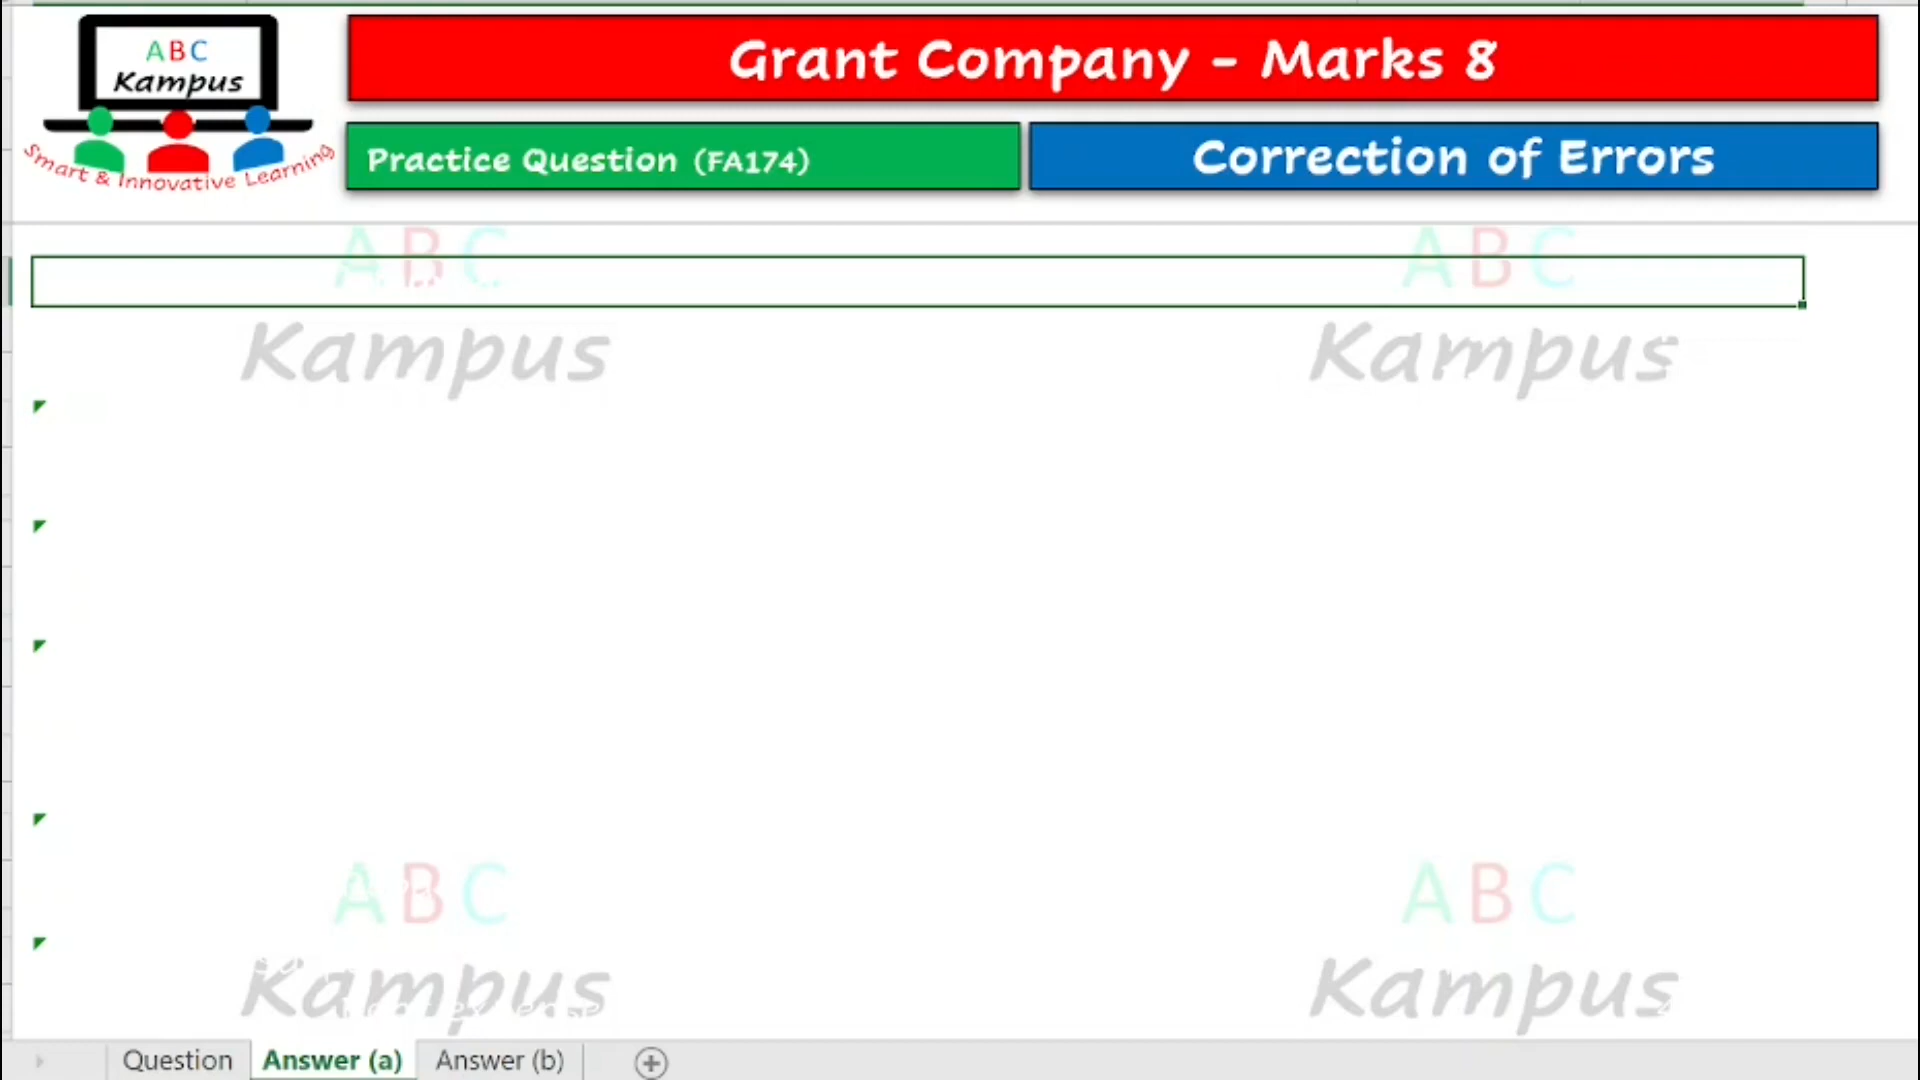 ABC
Kampus
Smart & Innovative Learning
Grant Company - Marks 8
Practice Question (FA174)
Correction of Errors
ABC
Kampus
ABC
Kampus
ABC
Kampus
ABC
Kampus
Question
Answer (a)
Answer (b)